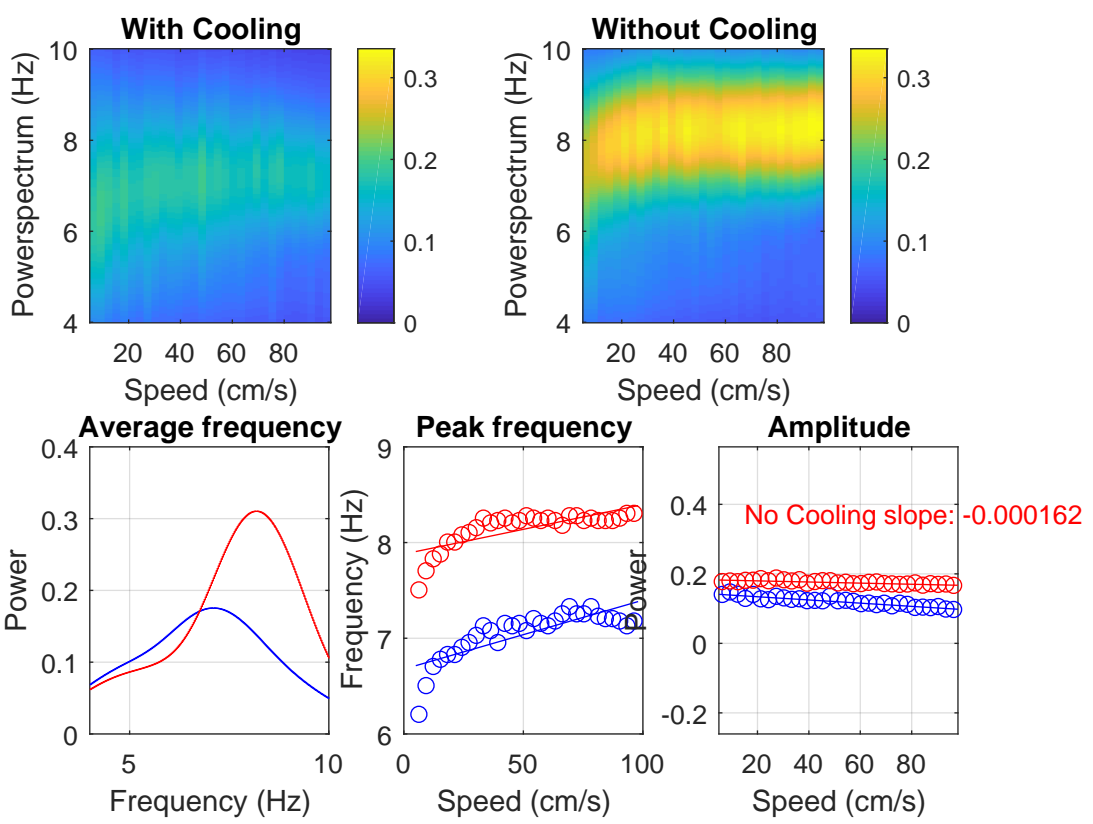 With Cooling
Powerspectrum (Hz)
10
8
6
4
20 40 60 80
Speed (cm/s)
0.3
0.2
0.1
0
Without Cooling
Powerspectrum (Hz)
10
8
6
4
20 40 60 80
Speed (cm/s)
0.3
0.2
0.1
0
Average frequency
Power
0.4
0.3
0.2
0.1
0
5 10
Frequency (Hz)
Peak frequency
Frequency (Hz)
9
8
7
6
0 50 100
Speed (cm/s)
Amplitude
Power
0.4
No Cooling slope: -0.000162
0.2
0
-0.2
20 40 60 80
Speed (cm/s)